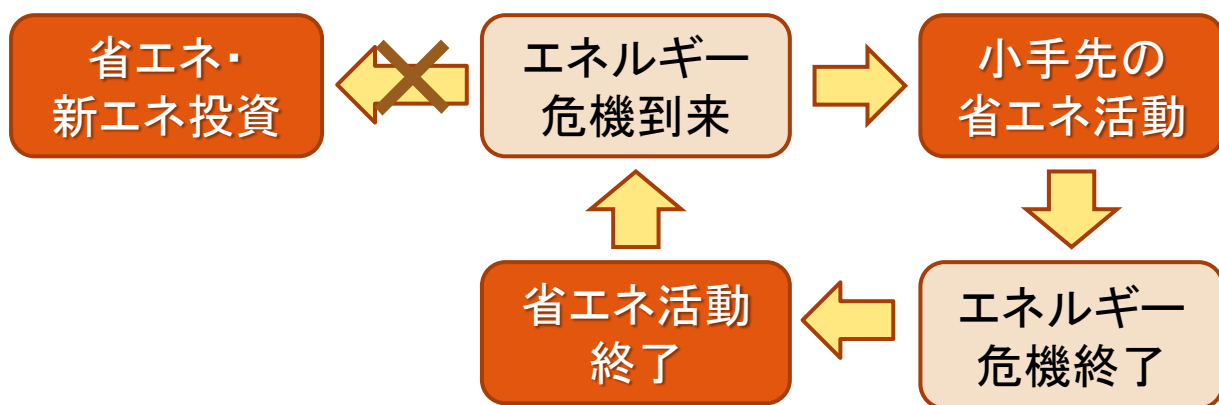 省エネ・
新エネ投資
エネルギー
危機到来
小手先の
省エネ活動
省エネ活動
終了
エネルギー
危機終了